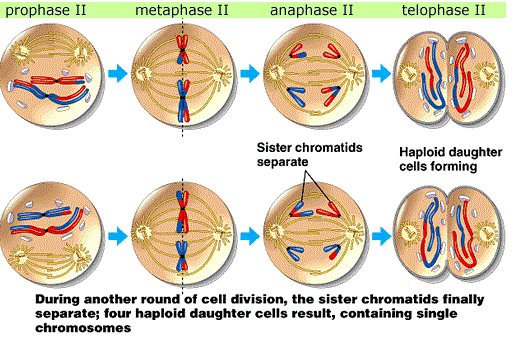 prophase II
metaphase II
anaphase II
telophase II
Sister chromatids
separate
Haploid daughter
cells forming
During another round of cell division, the sister chromatids finally
separate; four haploid daughter cells result, containing single
chromosomes